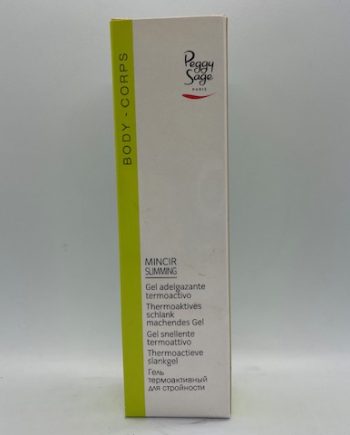 BODY - CORPS
Peggy
Sage
PARIS
MINCIR
SLIMMING
Gel adelgazante
termoactivo
Thermoaktives
schlank
machendes Gel
Gel snellente
termoattivo
Thermoactieve
slankgel
Гель
термоактивный
для стройности